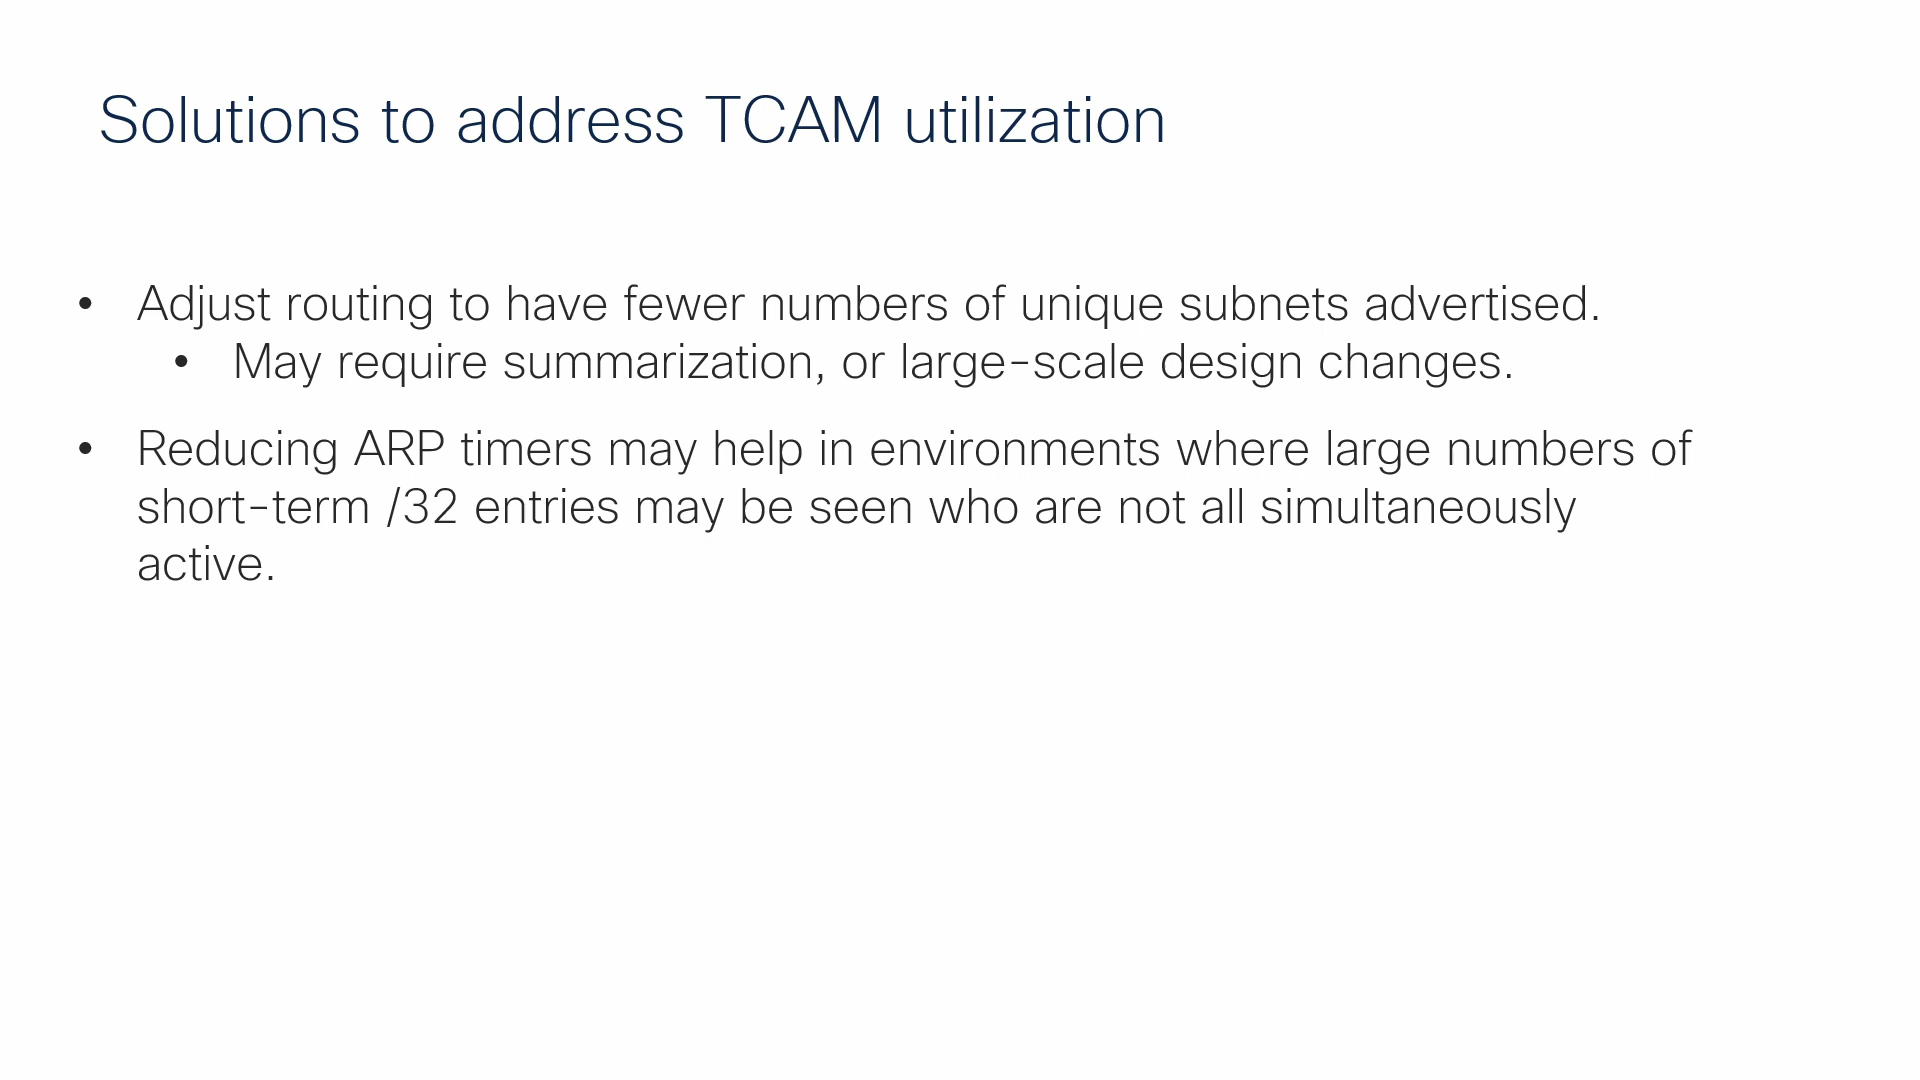 Solutions to address TCAM utilization
• Adjust routing to have fewer numbers of unique subnets advertised.
• May require summarization, or large-scale design changes.
• Reducing ARP timers may help in environments where large numbers of
short-term /32 entries may be seen who are not all simultaneously
active.